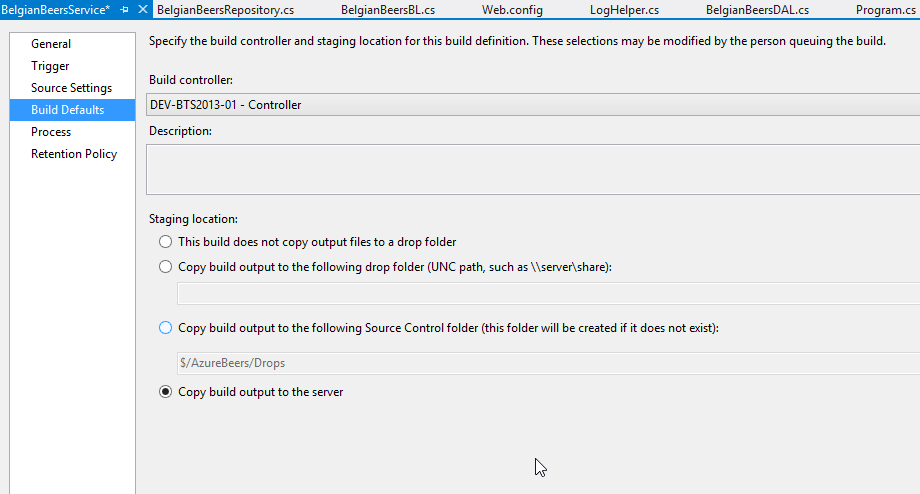 BelgianBeersService* BelgianBeersRepository.cs BelgianBeersBL.cs Web.config LogHelper.cs BelgianBeersDAL.cs Program.cs
General
Trigger
Source Settings
Build Defaults
Process
Retention Policy
Specify the build controller and staging location for this build definition. These selections may be modified by the person queuing the build.
Build controller:
DEV-BTS2013-01 - Controller
Description:
Staging location:
This build does not copy output files to a drop folder
Copy build output to the following drop folder (UNC path, such as \\server\share):
Copy build output to the following Source Control folder (this folder will be created if it does not exist):
$/AzureBeers/Drops
Copy build output to the server